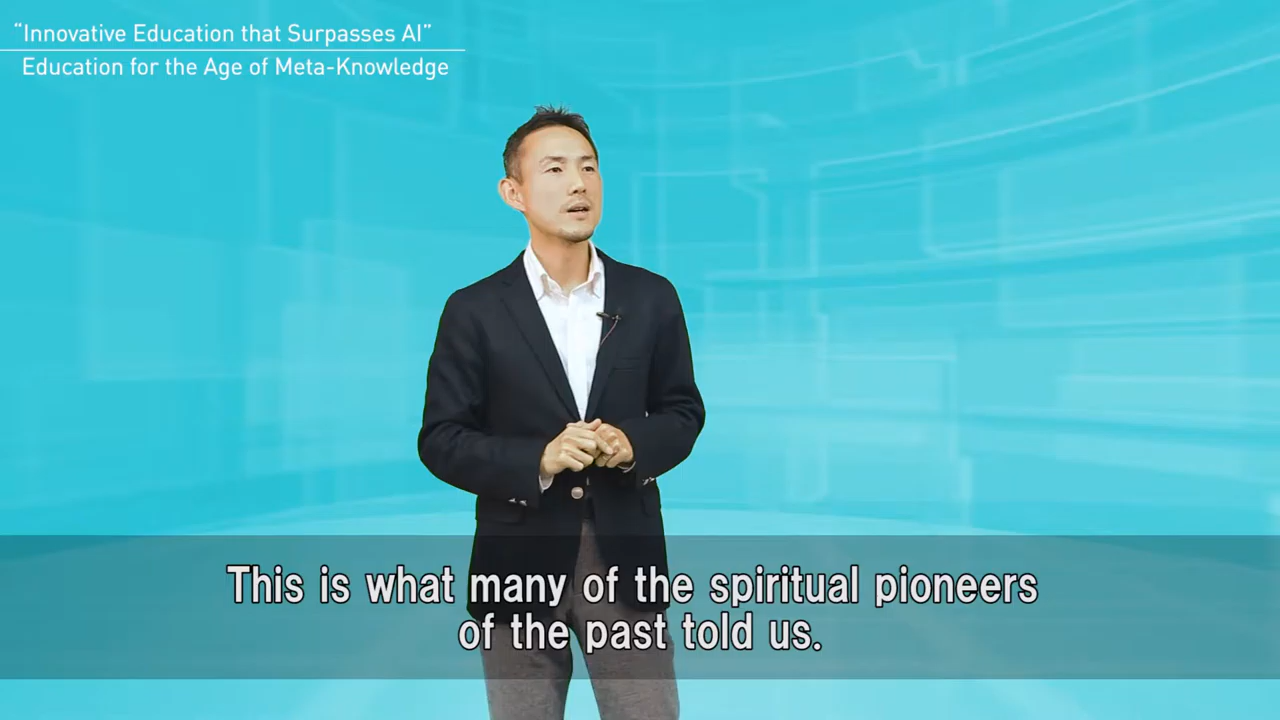 “Innovative Education that Surpasses AI”
Education for the Age of Meta-Knowledge
This is what many of the spiritual pioneers
of the past told us.